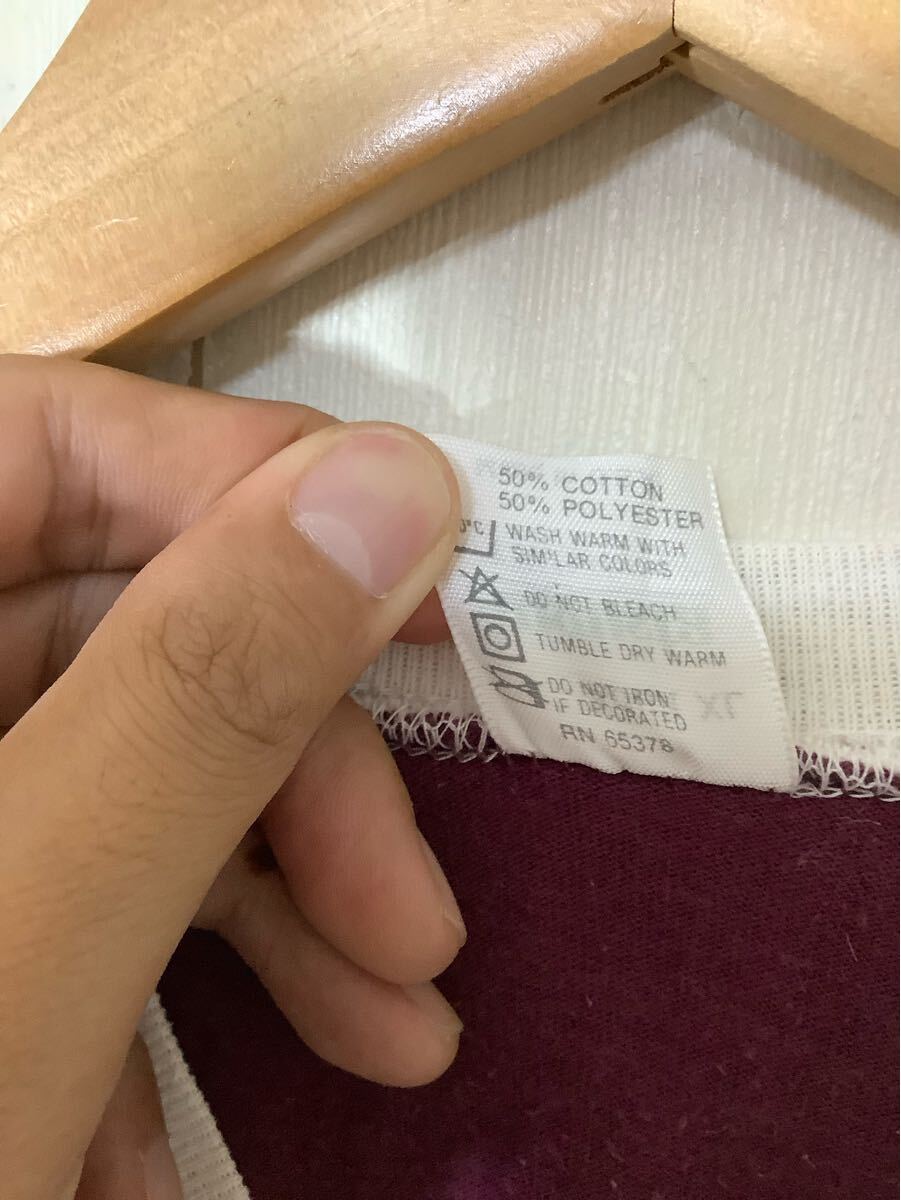 50% COTTON
50% POLYESTER
0°C WASH WARM WITH
SIMILAR COLORS
DO NOT BLEACH
TUMBLE DRY WARM
DO NOT IRON
IF DECORATED
RN 65378